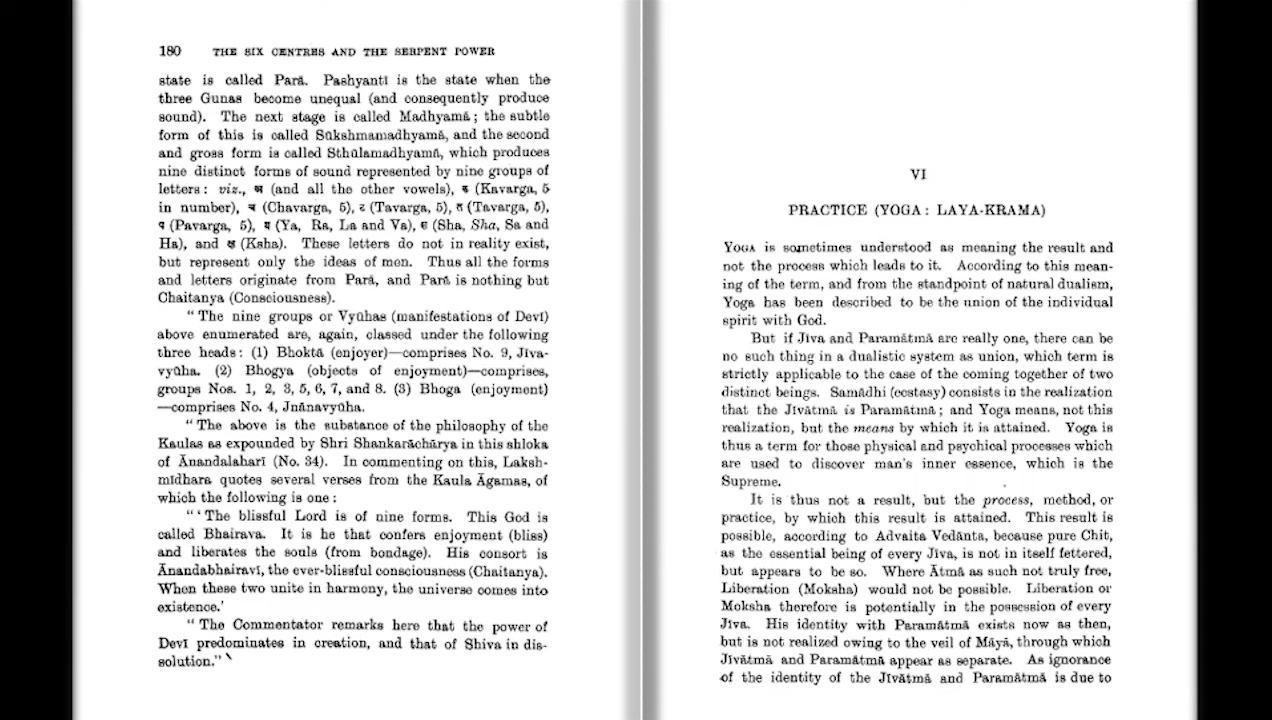 180 THE SIX CENTRES AND THE SERPENT POWER
state is called Parā. Pashyantī is the state when the
three Gunas become unequal (and consequently produce
sound). The next stage is called Madhyamā; the subtle
form of this is called Sūkshmamadhyamā, and the second
and gross form is called Sthūlamadhyamā, which produces
nine distinct forms of sound represented by nine groups of
letters: viz., अ (and all the other vowels), क (Kavarga, 5
in number), च (Chavarga, 5), ट (Tavarga, 5), त (Tavarga, 5),
प (Pavarga, 5), य (Ya, Ra, La and Va), श (Sha, Sha, Sa and
Ha), and क्ष (Ksha). These letters do not in reality exist,
but represent only the ideas of men. Thus all the forms
and letters originate from Parā, and Parā is nothing but
Chaitanya (Consciousness).
“ The nine groups or Vyūhas (manifestations of Devī)
above enumerated are, again, classed under the following
three heads: (1) Bhoktā (enjoyer)—comprises No. 9, Jīva-
vyūha. (2) Bhogya (objects of enjoyment)—comprises,
groups Nos. 1, 2, 3, 5, 6, 7, and 8. (3) Bhoga (enjoyment)
—comprises No. 4, Jnānavyūha.
“ The above is the substance of the philosophy of the
Kaulas as expounded by Shri Shankarāchārya in this shloka
of Ānandalaharī (No. 34). In commenting on this, Laksh-
mīdhara quotes several verses from the Kaula Āgamas, of
which the following is one :
“ ‘ The blissful Lord is of nine forms. This God is
called Bhairava. It is he that confers enjoyment (bliss)
and liberates the souls (from bondage). His consort is
Ānandabhairavī, the ever-blissful consciousness (Chaitanya).
When these two unite in harmony, the universe comes into
existence.’
“ The Commentator remarks here that the power of
Devī predominates in creation, and that of Shiva in dis-
solution.”
VI
PRACTICE (YOGA: LAYA-KRAMA)
YOGA is sometimes understood as meaning the result and
not the process which leads to it. According to this mean-
ing of the term, and from the standpoint of natural dualism,
Yoga has been described to be the union of the individual
spirit with God.
But if Jīva and Paramātmā are really one, there can be
no such thing in a dualistic system as union, which term is
strictly applicable to the case of the coming together of two
distinct beings. Samādhi (ecstasy) consists in the realization
that the Jīvātmā is Paramātmā; and Yoga means, not this
realization, but the means by which it is attained. Yoga is
thus a term for those physical and psychical processes which
are used to discover man's inner essence, which is the
Supreme.
It is thus not a result, but the process, method, or
practice, by which this result is attained. This result is
possible, according to Advaita Vedānta, because pure Chit,
as the essential being of every Jīva, is not in itself fettered,
but appears to be so. Where Ātmā as such not truly free,
Liberation (Moksha) would not be possible. Liberation or
Moksha therefore is potentially in the possession of every
Jīva. His identity with Paramātmā exists now as then,
but is not realized owing to the veil of Māyā, through which
Jīvātmā and Paramātmā appear as separate. As ignorance
of the identity of the Jīvātmā and Paramātmā is due to